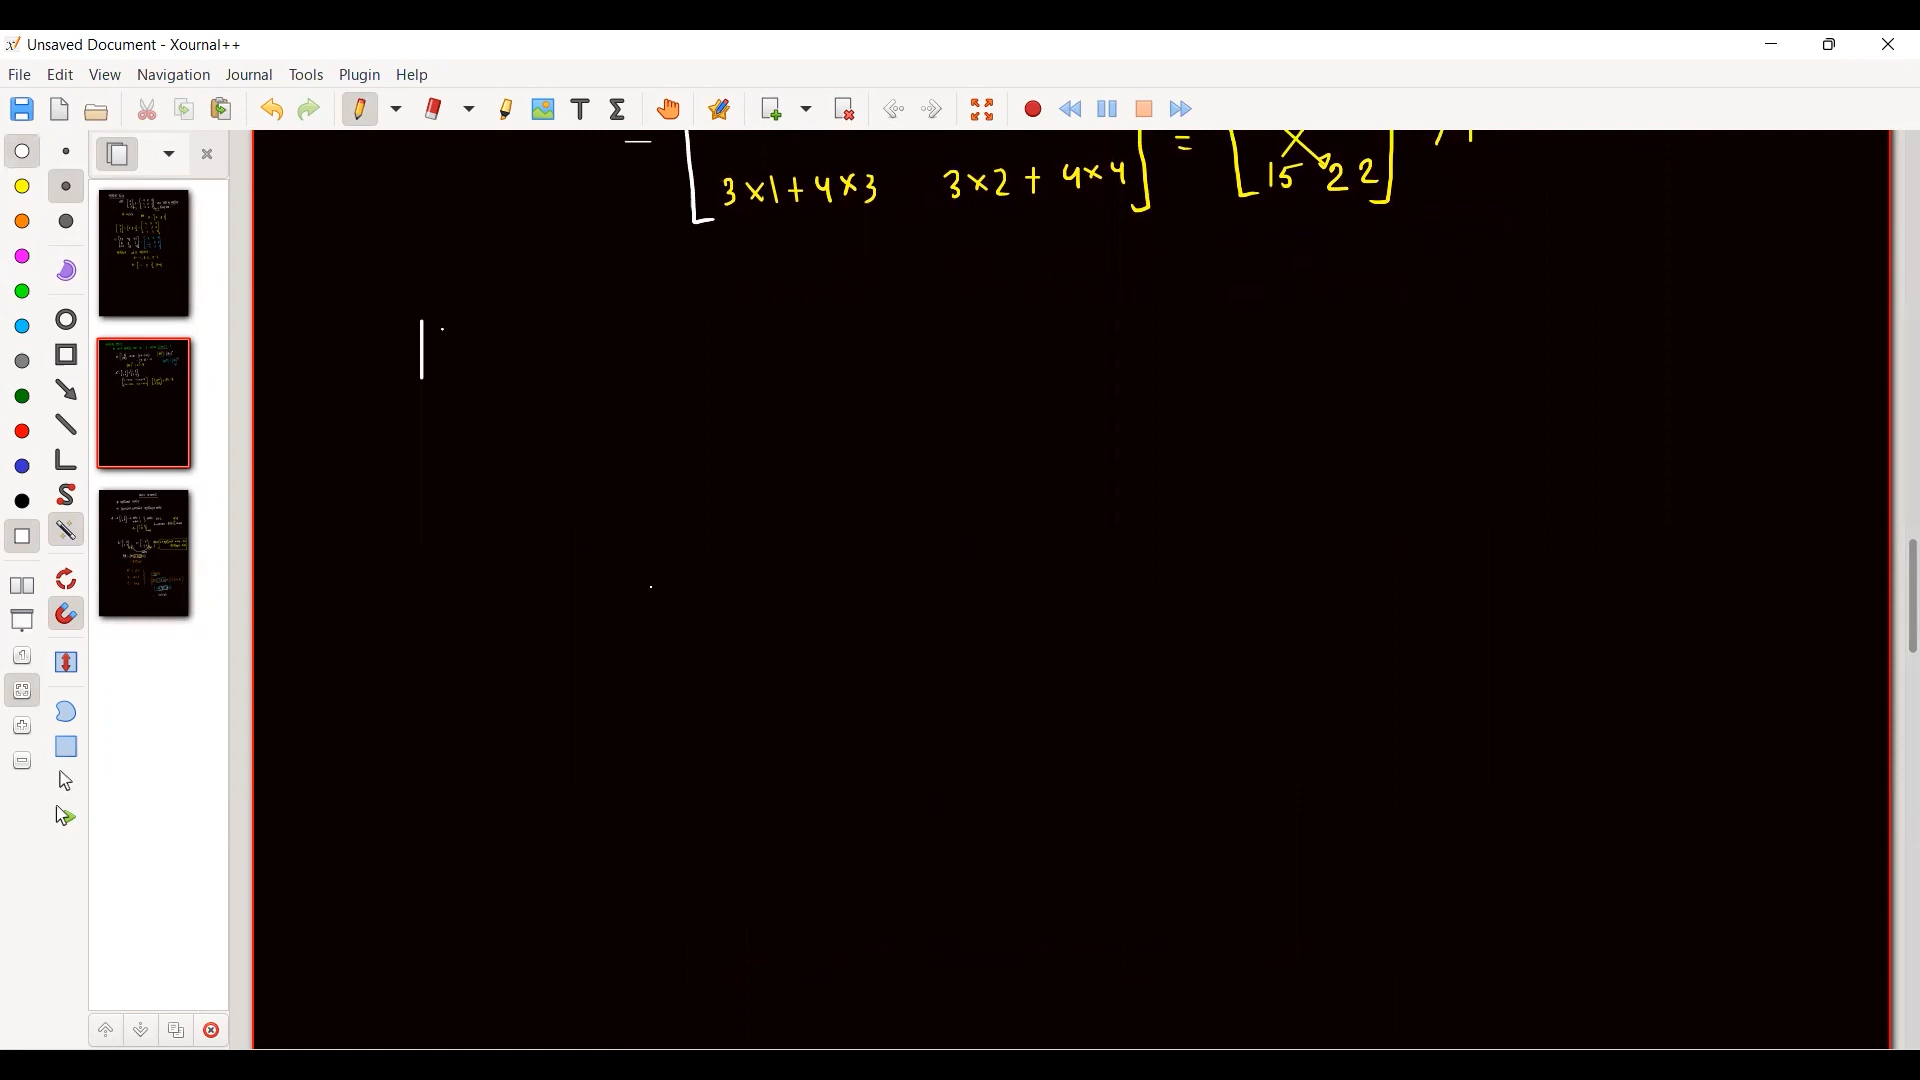 Unsaved Document - Xournal++
File Edit View Navigation Journal Tools Plugin Help
=
3×1+4×3 3×2+4×4 15 22